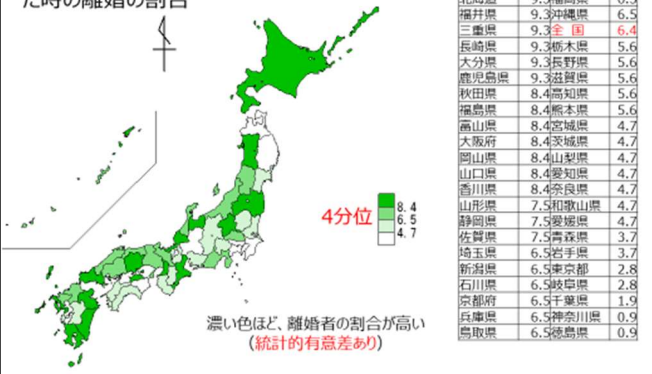 た時の離婚の割合
8.4
6.5
4.7
4分位
濃い色ほど、離婚者の割合が高い
(統計的有意差あり)
福井県 9.3 沖縄県 6.5
三重県 9.3 全 国 6.4
長崎県 9.3 栃木県 5.6
大分県 9.3 長野県 5.6
鹿児島県 9.3 滋賀県 5.6
秋田県 8.4 高知県 5.6
福島県 8.4 熊本県 5.6
富山県 8.4 宮城県 4.7
大阪府 8.4 茨城県 4.7
岡山県 8.4 山梨県 4.7
山口県 8.4 愛知県 4.7
香川県 8.4 奈良県 4.7
山形県 7.5 和歌山県 4.7
静岡県 7.5 愛媛県 4.7
佐賀県 7.5 青森県 3.7
埼玉県 6.5 岩手県 3.7
新潟県 6.5 東京都 2.8
石川県 6.5 岐阜県 2.8
京都府 6.5 千葉県 1.9
兵庫県 6.5 神奈川県 0.9
鳥取県 6.5 徳島県 0.9